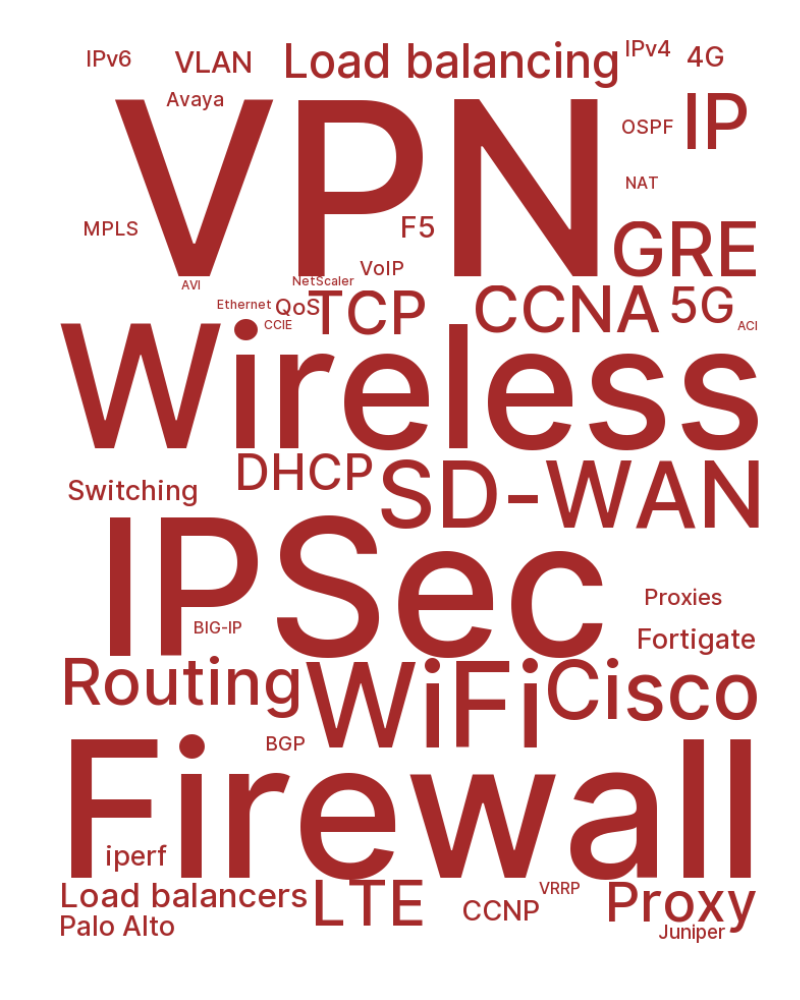 IPv6
VLAN
Load balancing
IPv4
4G
Avaya
VPN
OSPF
IP
NAT
MPLS
F5
GRE
VoIP
AVI
NetScaler
Ethernet
QoS
TCP
CCNA
5G
CCIE
ACI
Wireless
DHCP
SD-WAN
Switching
IPSec
Proxies
BIG-IP
Fortigate
Routing
WiFi
Cisco
BGP
Firewall
iperf
Load balancers
LTE
CCNP
VRRP
Proxy
Palo Alto
Juniper